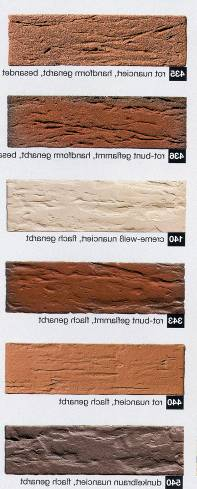 435 rot nuanciert, handform genarbt, besandet
436 rot-bunt geflammt, handform genarbt, besa
140 creme-weiß nuanciert, flach genarbt
343 rot-bunt geflammt, flach genarbt
440 rot nuanciert, flach genarbt
540 dunkelbraun nuanciert, flach genarbt